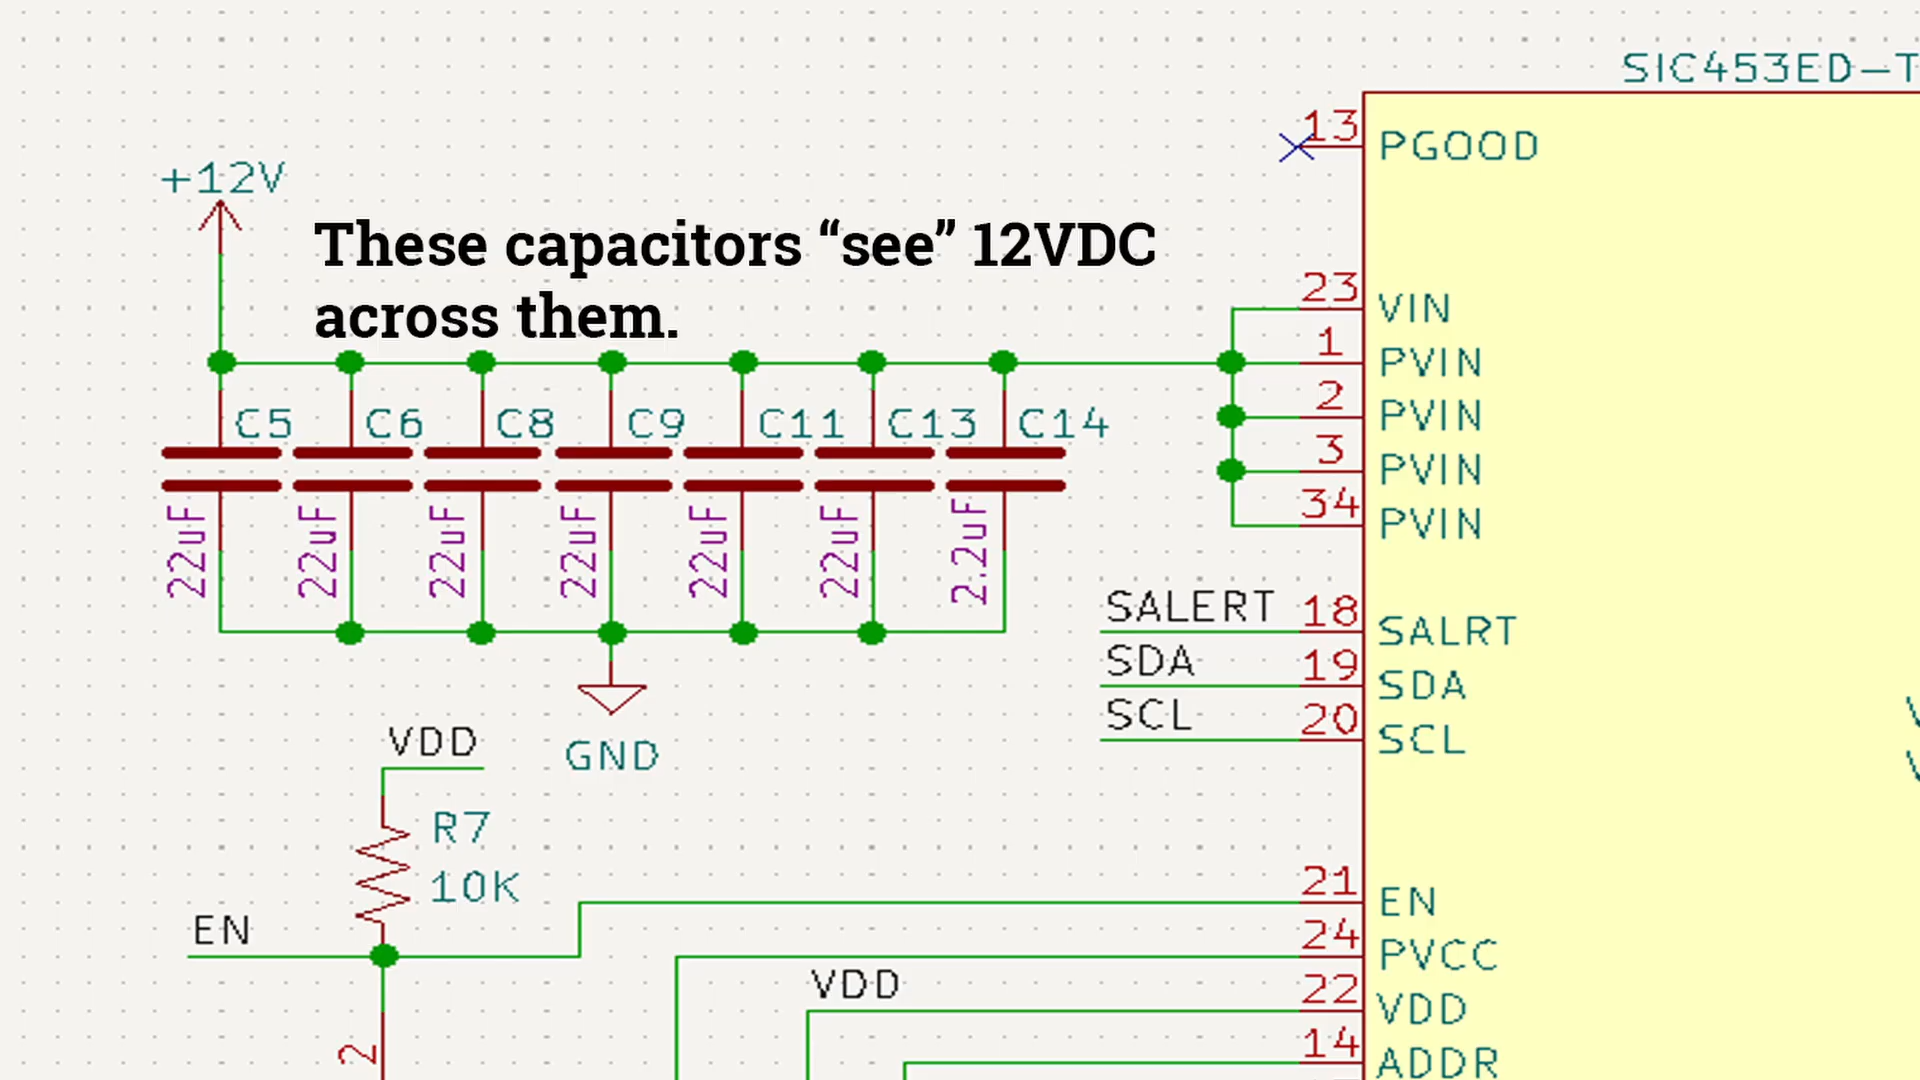 SIC453ED-T
13
PGOOD
+12V
These capacitors “see” 12VDC
across them.
23
VIN
1
PVIN
2
PVIN
3
PVIN
34
PVIN
C5
C6
C8
C9
C11
C13
C14
22uF
22uF
22uF
22uF
22uF
22uF
2.2uF
SALERT
18
SALRT
SDA
19
SDA
SCL
20
SCL
GND
VDD
R7
10K
EN
21
EN
24
PVCC
VDD
22
VDD
14
ADDR
2